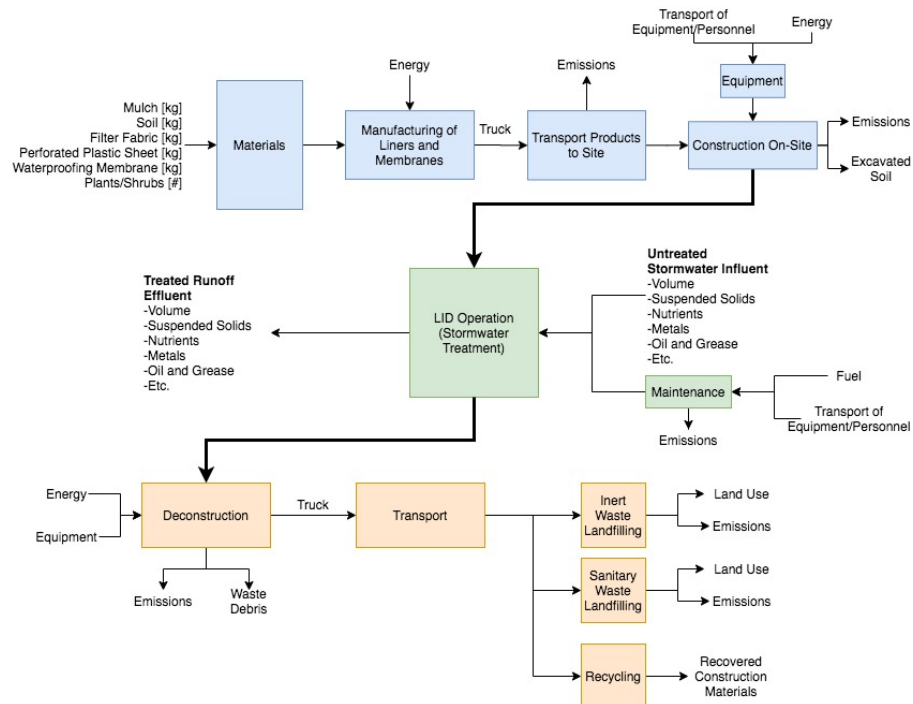 Transport of
Equipment/Personnel
Energy
Equipment
Energy
Emissions
Mulch [kg]
Soil [kg]
Filter Fabric [kg]
Perforated Plastic Sheet [kg]
Waterproofing Membrane [kg]
Plants/Shrubs [#]
Materials
Manufacturing of
Liners and
Membranes
Truck
Transport Products
to Site
Construction On-Site
Emissions
Excavated
Soil
Treated Runoff
Effluent
-Volume
-Suspended Solids
-Nutrients
-Metals
-Oil and Grease
-Etc.
LID Operation
(Stormwater
Treatment)
Untreated
Stormwater Influent
-Volume
-Suspended Solids
-Nutrients
-Metals
-Oil and Grease
-Etc.
Maintenance
Fuel
Transport of
Equipment/Personnel
Emissions
Energy
Equipment
Deconstruction
Truck
Transport
Emissions
Waste
Debris
Inert
Waste
Landfilling
Land Use
Emissions
Sanitary
Waste
Landfilling
Land Use
Emissions
Recycling
Recovered
Construction
Materials